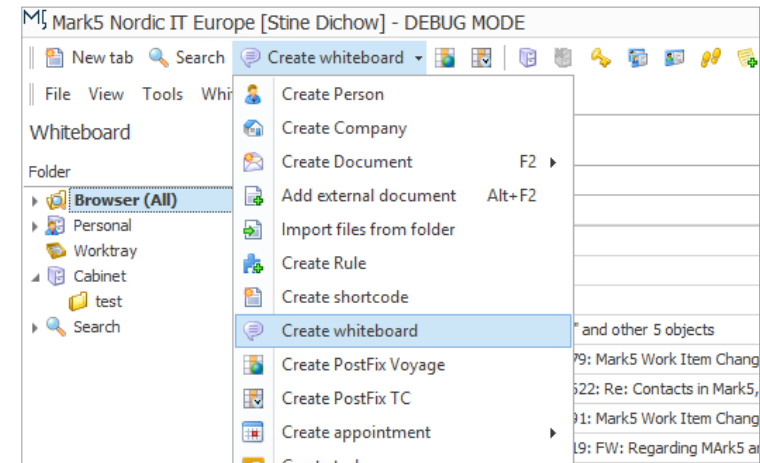 M5 Mark5 Nordic IT Europe [Stine Dichow] - DEBUG MODE
New tab Search Create whiteboard
File View Tools Whi
Create Person
Whiteboard
Create Company
Folder
Create Document F2
Browser (All)
Add external document Alt+F2
Personal
Import files from folder
Worktray
Create Rule
Cabinet
test
Create shortcode
Search
Create whiteboard
" and other 5 objects
Create PostFix Voyage
79: Mark5 Work Item Chang
Create PostFix TC
522: Re: Contacts in Mark5,
Create appointment
91: Mark5 Work Item Chang
19: FW: Regarding MArk5 a